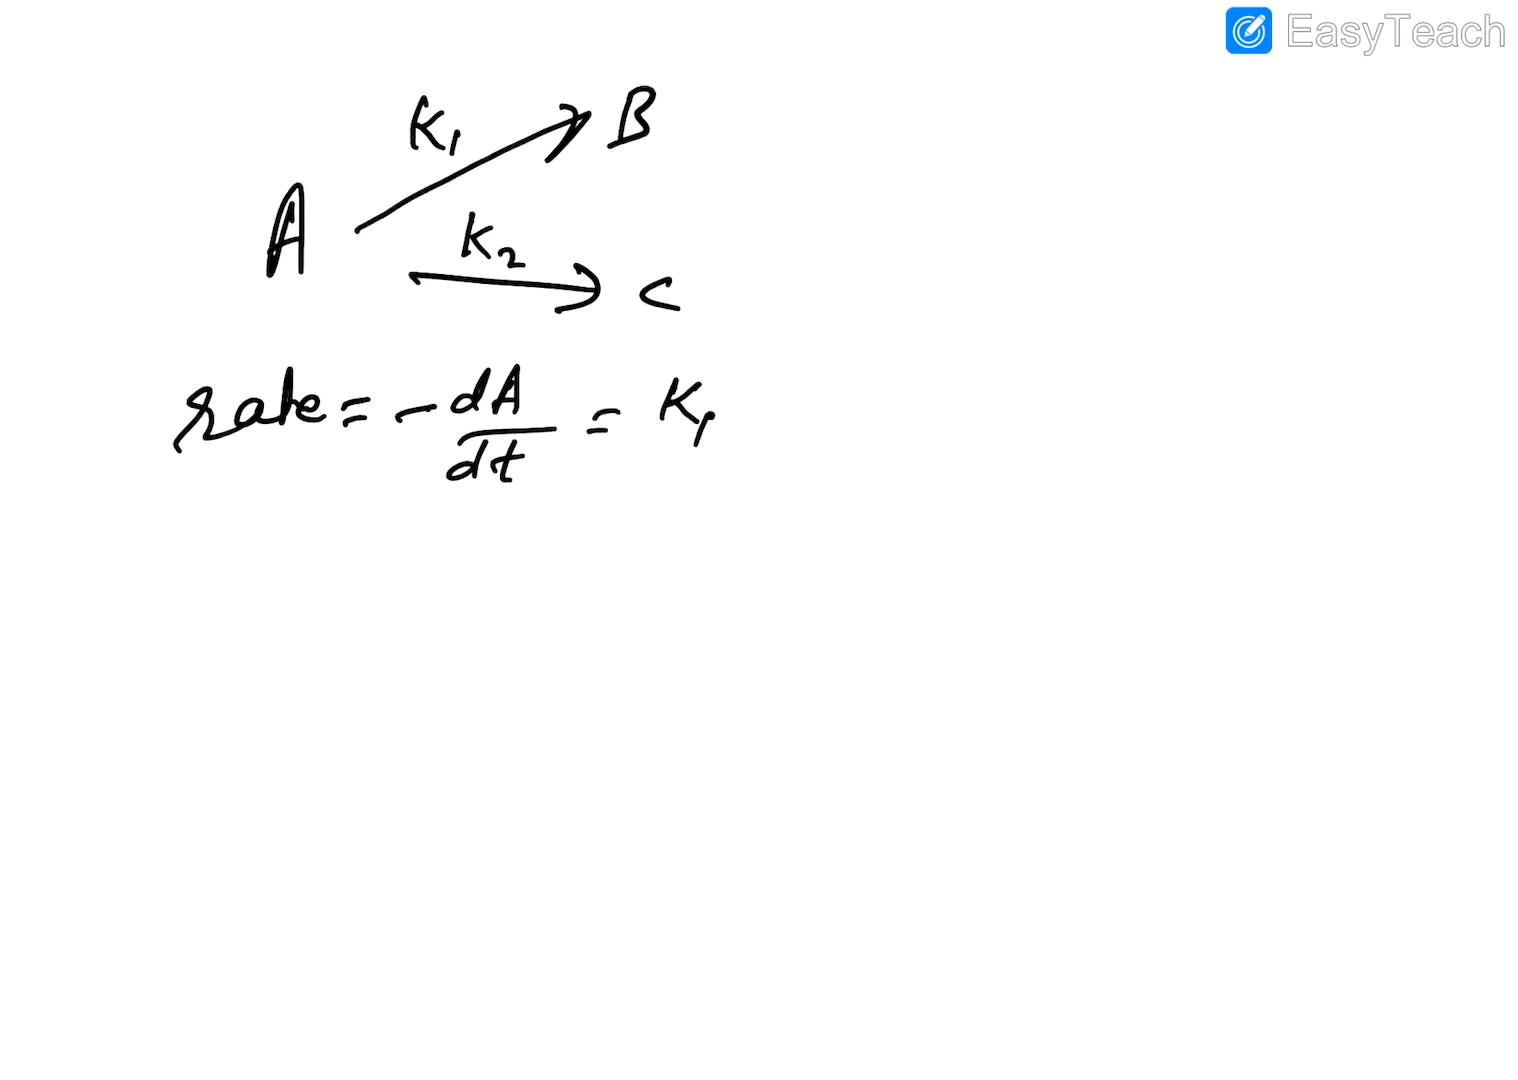 EasyTeach
K1 B
A
K2
C
rate = - dA/dt = K1